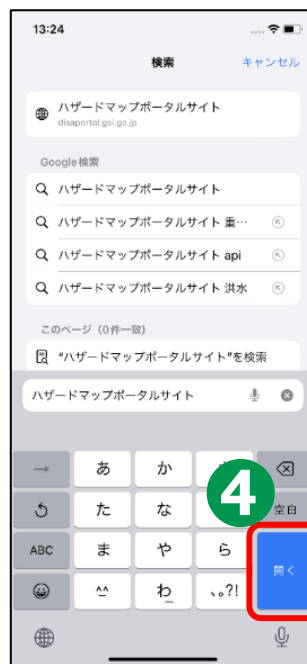 13:24
検索
キャンセル
ハザードマップポータルサイト
disaportal.gsi.go.jp
Google検索
ハザードマップポータルサイト
ハザードマップポータルサイト 重…
ハザードマップポータルサイト api
ハザードマップポータルサイト 洪水
このページ（0件一致）
"ハザードマップポータルサイト"を検索
ハザードマップポータルサイト
→ あ か
4
た な 空白
ABC ま や ら
開く
^^ わ 、。?!